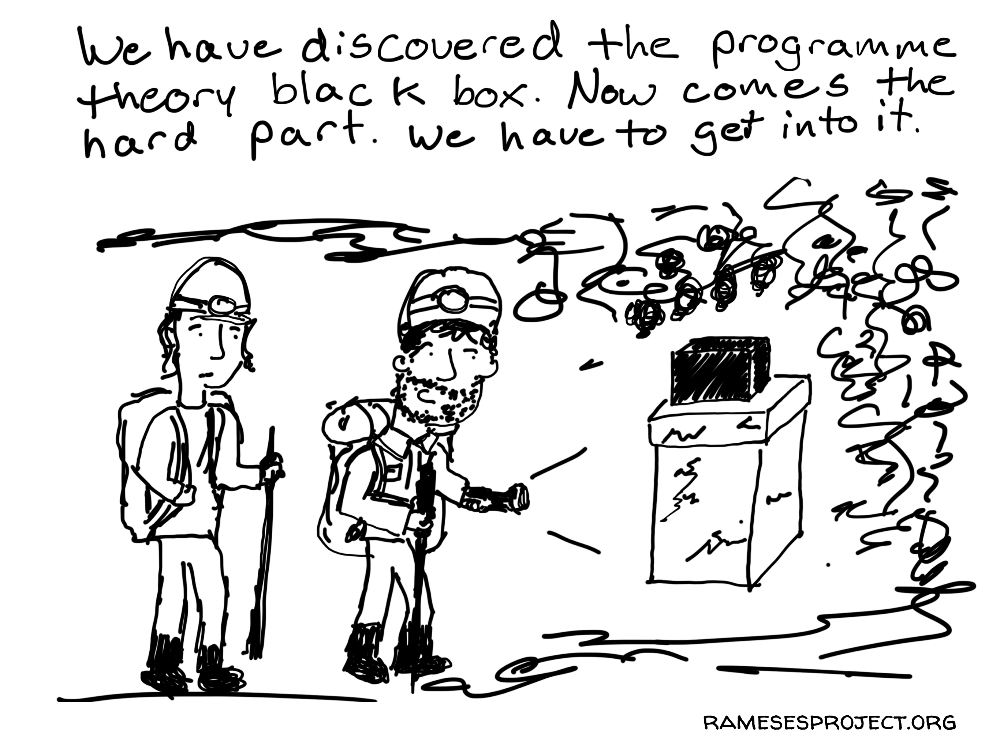 We have discovered the programme
theory black box. Now comes the
hard part. We have to get into it.
RAMESESPROJECT.ORG